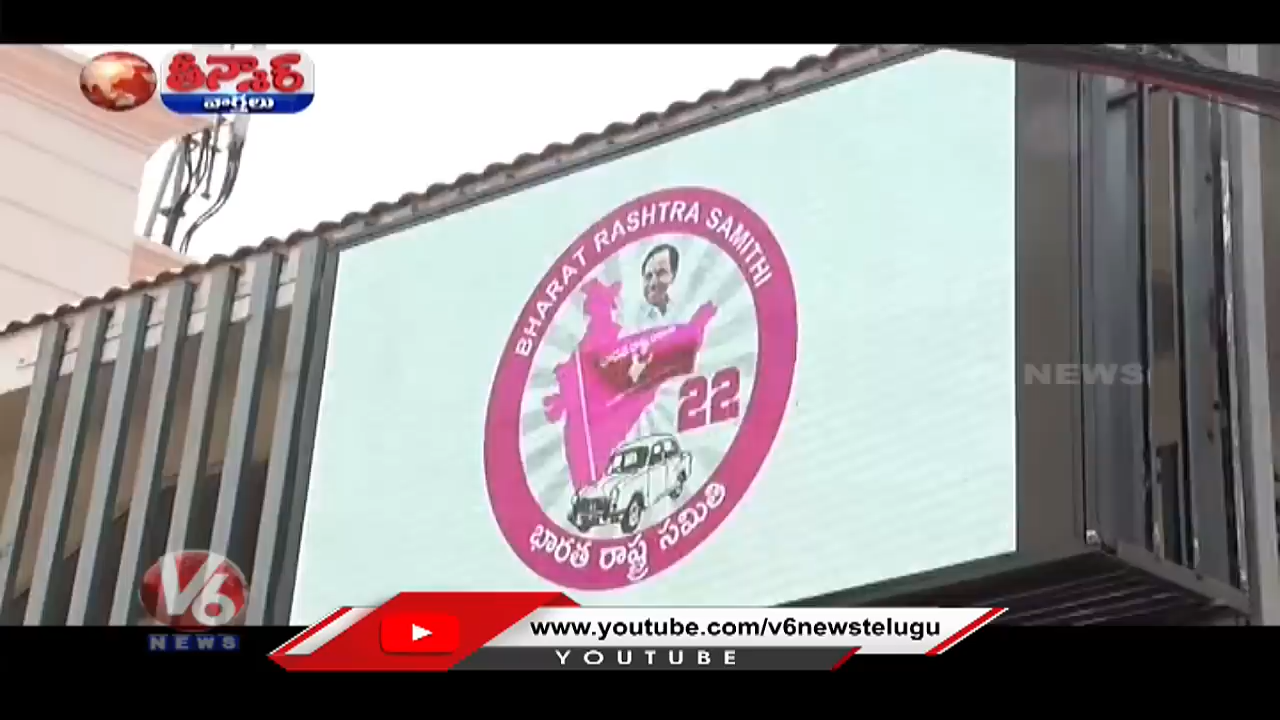 తీన్మార్
వార్తలు
BHARAT RASHTRA SAMITHI
22
భారత రాష్ట్ర సమితి
NEWS
V6
NEWS
www.youtube.com/v6newstelugu
YOUTUBE